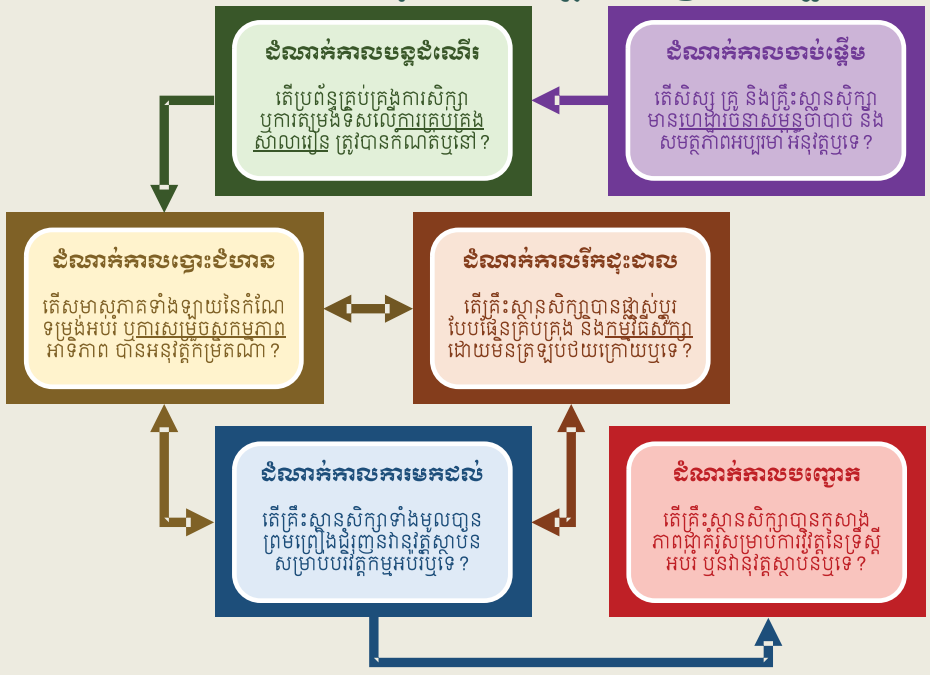 ដំណាក់កាលបន្តដំណើរ
តើប្រព័ន្ធគ្រប់គ្រងការសិក្សា
ឬការតម្រង់ទិសលើការគ្រប់គ្រង
សាលារៀន ត្រូវបានកំណត់ឬនៅ?
ដំណាក់កាលចាប់ផ្តើម
តើសិស្ស គ្រូ និងគ្រឹះស្ថានសិក្សា
មានហេដ្ឋារចនាសម្ព័ន្ធចាំបាច់ និង
សមត្ថភាពអប្បរមា អនុវត្តឬទេ?
ដំណាក់កាលបោះជំហាន
តើសមាសភាគទាំងឡាយនៃកំណែ
ទម្រង់អប់រំ ឬការសម្រួចសកម្មភាព
អាទិភាព បានអនុវត្តកម្រិតណា?
ដំណាក់កាលរីកដុះដាល
តើគ្រឹះស្ថានសិក្សាបានផ្លាស់ប្តូរ
បែបផែនគ្រប់គ្រង និងកម្មវិធីសិក្សា
ដោយមិនត្រឡប់ថយក្រោយឬទេ?
ដំណាក់កាលការមកដល់
តើគ្រឹះស្ថានសិក្សាទាំងមូលបាន
ព្រមព្រៀងជំរុញនវានុវត្តស្ថាប័ន
សម្រាប់បរិវត្តកម្មអប់រំឬទេ?
ដំណាក់កាលបញ្ឆោក
តើគ្រឹះស្ថានសិក្សាបានកសាង
ភាពជាគំរូសម្រាប់ការវិវត្តនៃទ្រឹស្តី
អប់រំ ឬនវានុវត្តស្ថាប័នឬទេ?